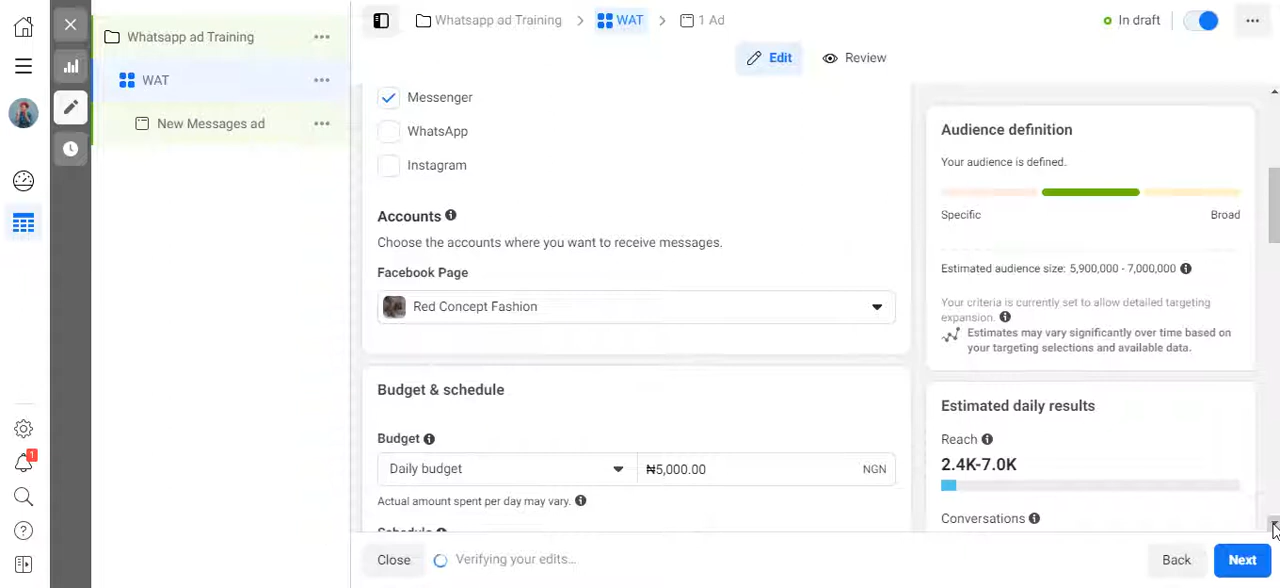 Whatsapp ad Training
WAT
New Messages ad
1
Whatsapp ad Training
WAT
1 Ad
In draft
Edit
Review
Messenger
WhatsApp
Instagram
Accounts
Choose the accounts where you want to receive messages.
Facebook Page
Red Concept Fashion
Budget & schedule
Budget
Daily budget
₦5,000.00
NGN
Actual amount spent per day may vary.
Schedule
Audience definition
Your audience is defined.
Specific
Broad
Estimated audience size: 5,900,000 - 7,000,000
Your criteria is currently set to allow detailed targeting
expansion.
Estimates may vary significantly over time based on
your targeting selections and available data.
Estimated daily results
Reach
2.4K-7.0K
Conversations
Close
Verifying your edits...
Back
Next